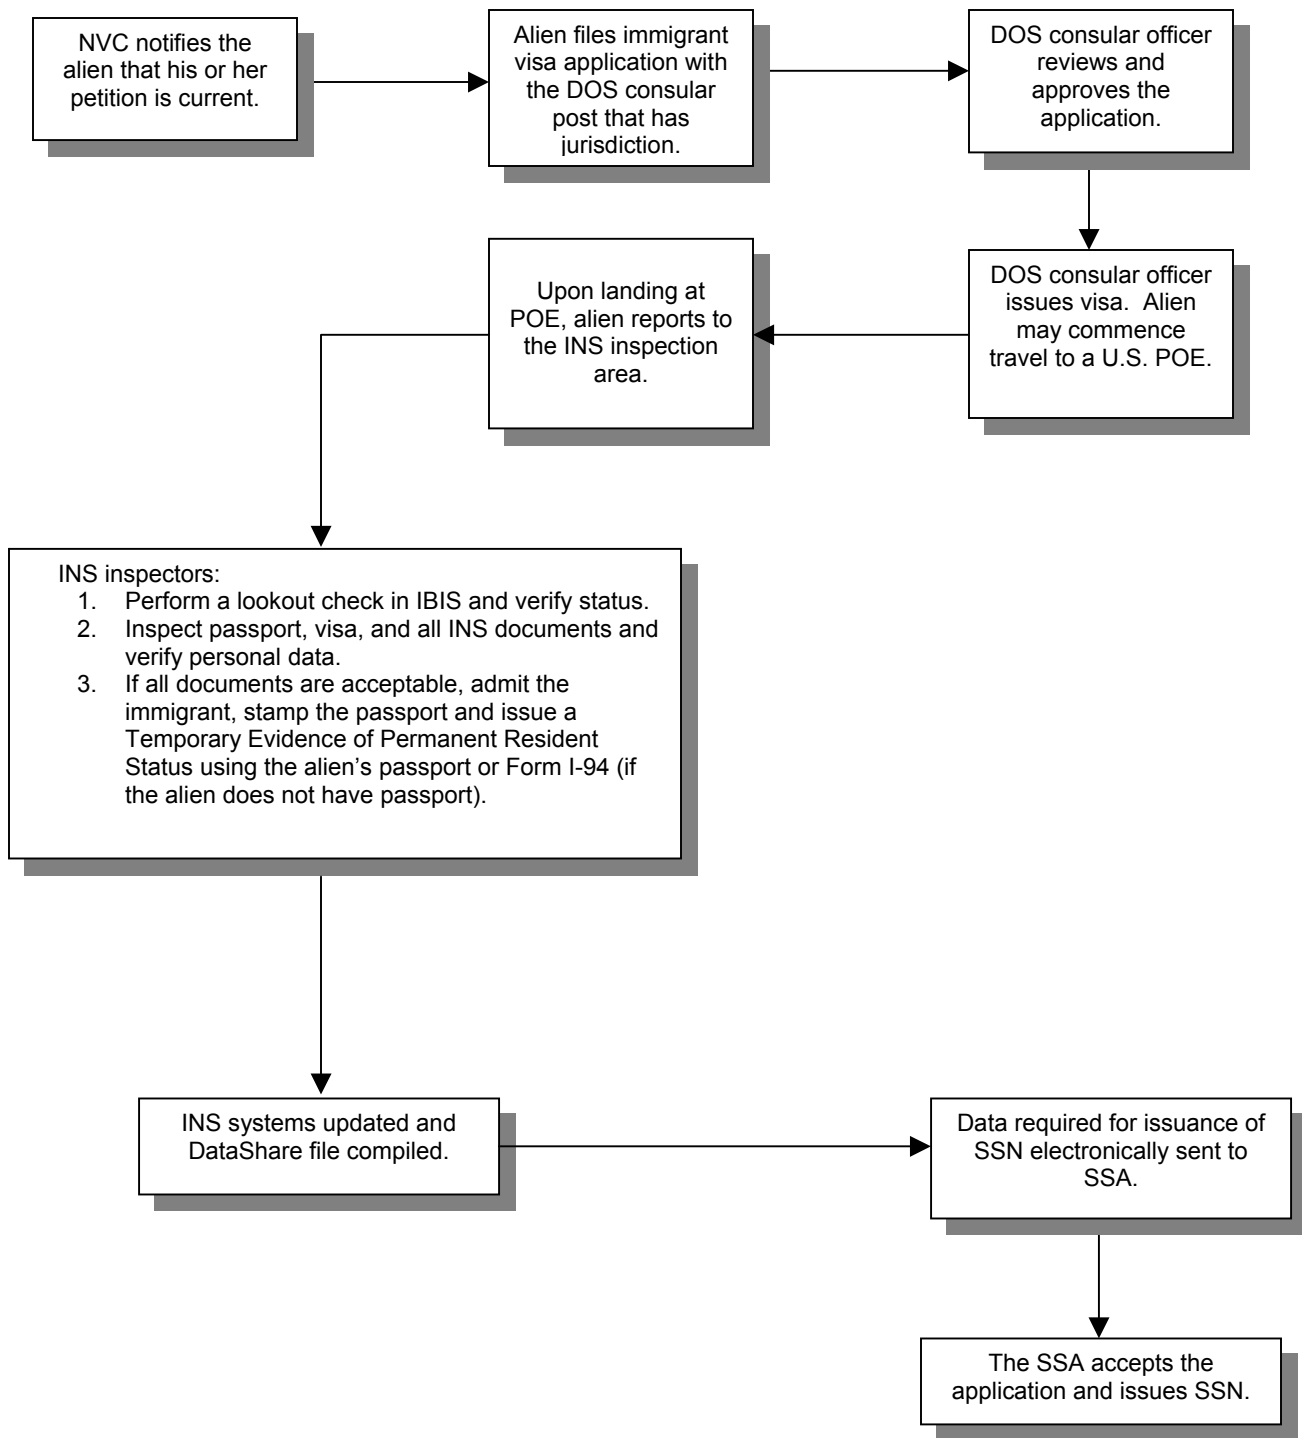 NVC notifies the
alien that his or her
petition is current.
Alien files immigrant
visa application with
the DOS consular
post that has
jurisdiction.
DOS consular officer
reviews and
approves the
application.
DOS consular officer
issues visa.  Alien
may commence
travel to a U.S. POE.
Upon landing at
POE, alien reports to
the INS inspection
area.
INS inspectors:
1. Perform a lookout check in IBIS and verify status.
2. Inspect passport, visa, and all INS documents and
verify personal data.
3. If all documents are acceptable, admit the
immigrant, stamp the passport and issue a
Temporary Evidence of Permanent Resident
Status using the alien’s passport or Form I-94 (if
the alien does not have passport).
INS systems updated and
DataShare file compiled.
Data required for issuance of
SSN electronically sent to
SSA.
The SSA accepts the
application and issues SSN.